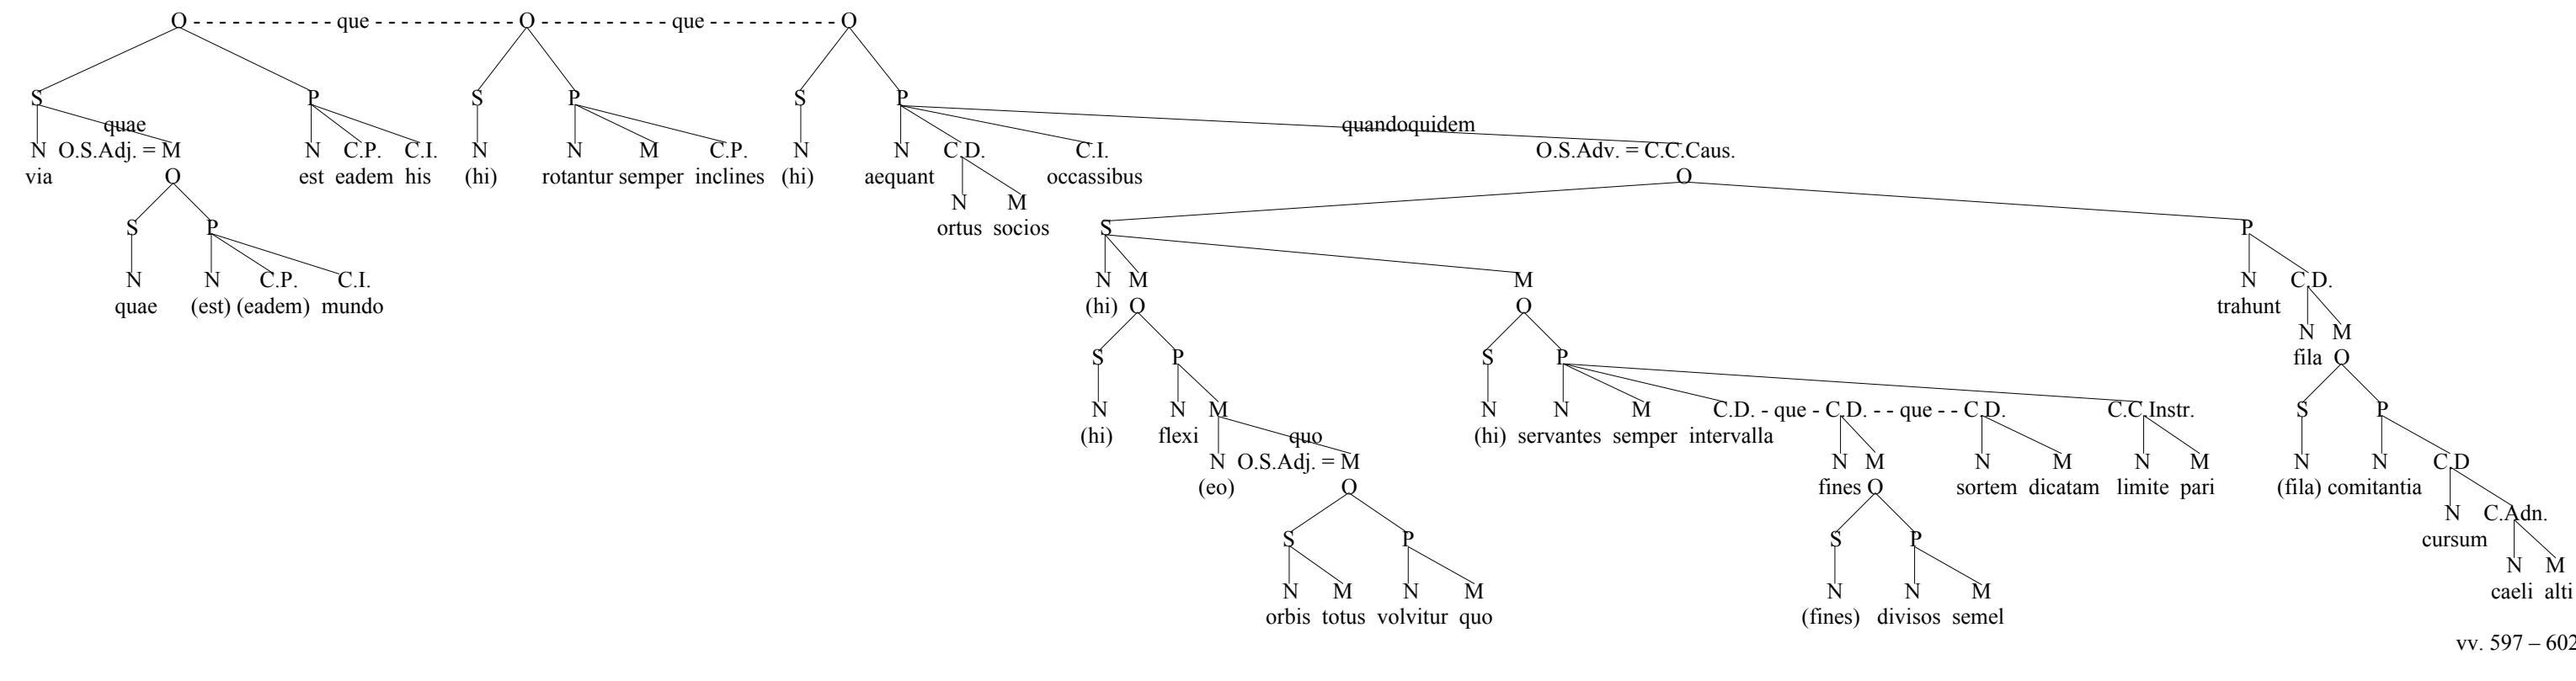 O - - - - - - - - - - - que - - - - - - - - - - - O - - - - - - - - - - que - - - - - - - - - - O
S P S P S P
quae quandoquidem
N O.S.Adj. = M N C.P. C.I. N N M C.P. N N C.D. C.I. O.S.Adv. = C.C.Caus.
via O est eadem his (hi) rotantur semper inclines (hi) aequant occassibus O
N M
S P ortus socios S P
N N C.P. C.I. N M M N C.D.
quae (est) (eadem) mundo (hi) O O trahunt
N M
S P S P fila O
N N M N N M C.D. - que - C.D. - - que - - C.D. C.C.Instr. S P
(hi) flexi quo (hi) servantes semper intervalla
N O.S.Adj. = M N M N M N M N N C.D
(eo) O fines O sortem dicatam limite pari (fila) comitantia
N C.Adn.
S P S P cursum
N M
N M N M N N M caeli alti
orbis totus volvitur quo (fines) divisos semel
vv. 597 – 602